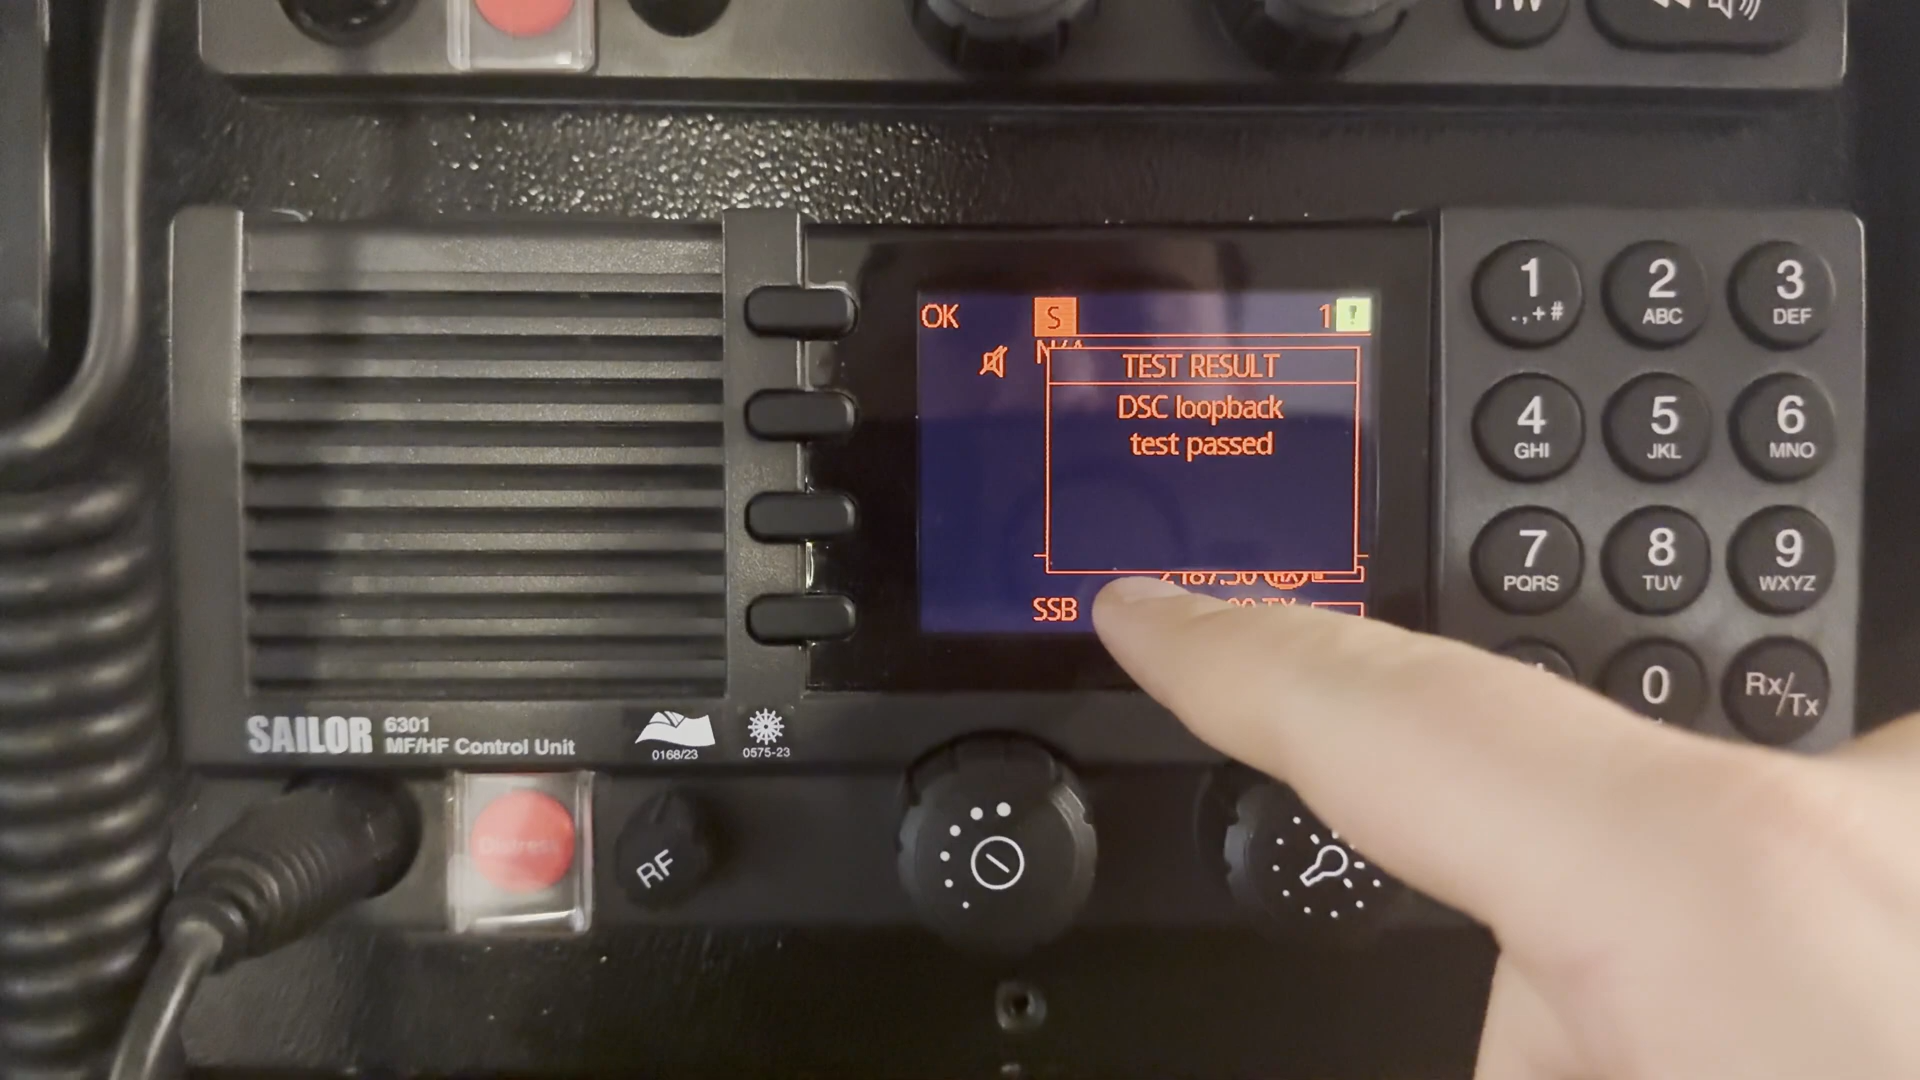 OK
S
1
TEST RESULT
DSC loopback
test passed
SSB
1
.,+#
2
ABC
3
DEF
4
GHI
5
JKL
6
MNO
7
PQRS
8
TUV
9
WXYZ
0
Rx/Tx
SAILOR
6301
MF/HF Control Unit
0168/23
0575-23
Distress
RF